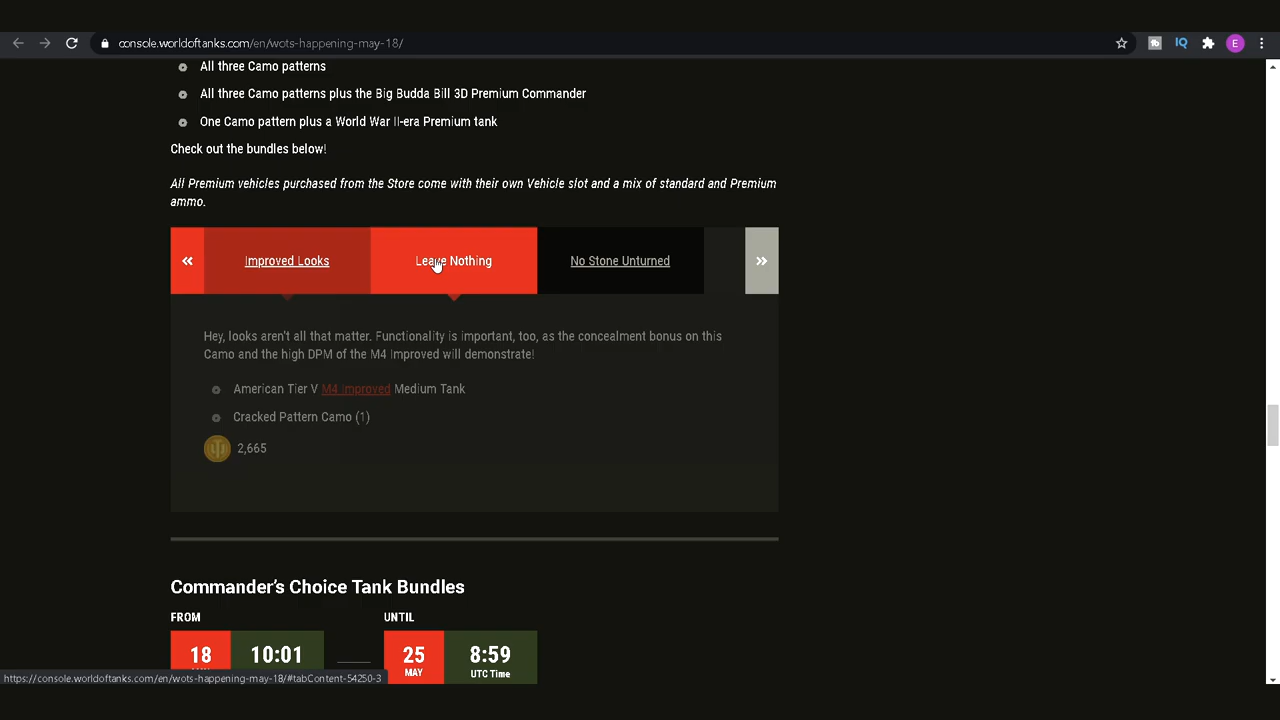 console.worldoftanks.com/en/wots-happening-may-18/
IQ
E
All three Camo patterns
All three Camo patterns plus the Big Budda Bill 3D Premium Commander
One Camo pattern plus a World War II-era Premium tank
Check out the bundles below!
All Premium vehicles purchased from the Store come with their own Vehicle slot and a mix of standard and Premium
ammo.
« Improved Looks Leave Nothing No Stone Unturned »
Hey, looks aren't all that matter. Functionality is important, too, as the concealment bonus on this
Camo and the high DPM of the M4 Improved will demonstrate!
American Tier V M4 Improved Medium Tank
Cracked Pattern Camo (1)
2,665
Commander's Choice Tank Bundles
FROM UNTIL
18 10:01 25 8:59
MAY UTC Time
https://console.worldoftanks.com/en/wots-happening-may-18/#tabContent-54250-3